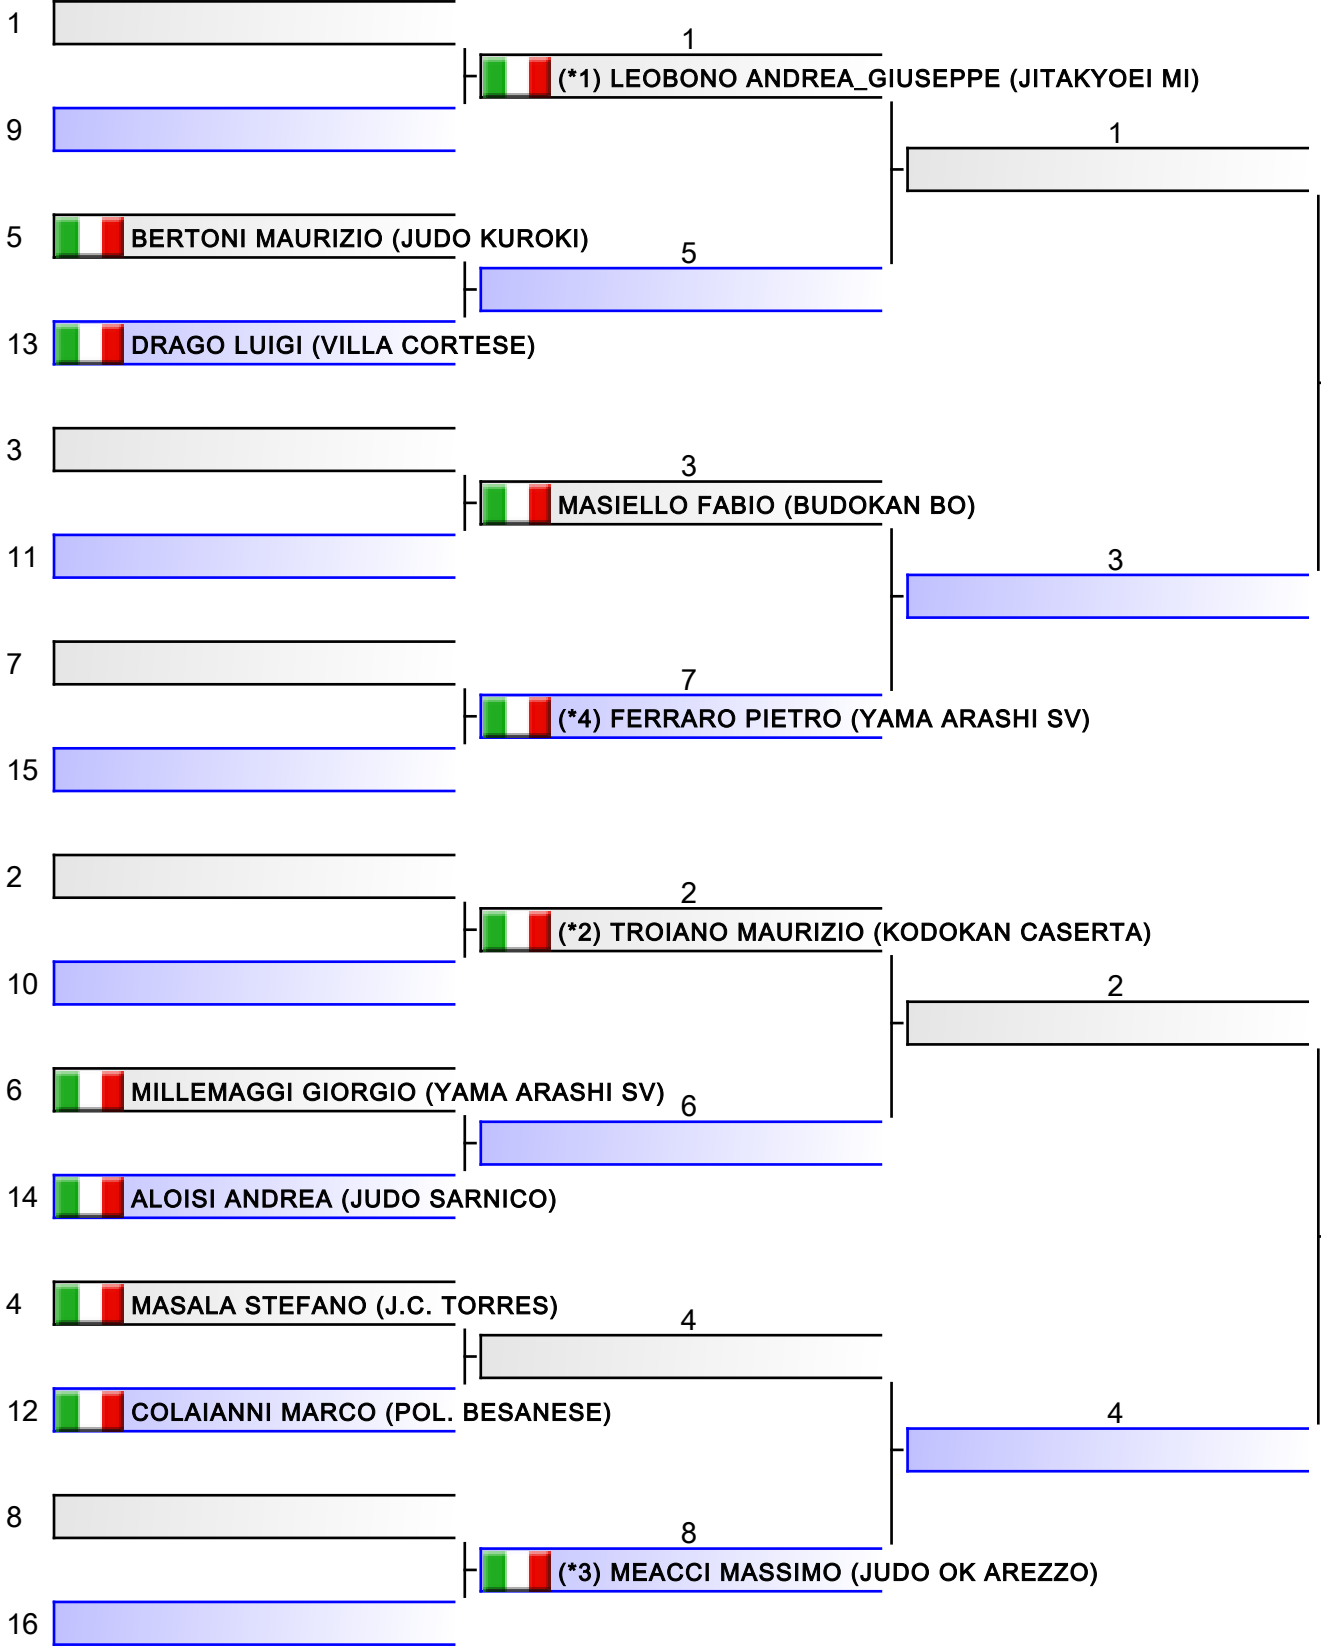 1
1
(*1) LEOBONO ANDREA_GIUSEPPE (JITAKYOEI MI)
9
1
5
BERTONI MAURIZIO (JUDO KUROKI)
5
13
DRAGO LUIGI (VILLA CORTESE)
3
3
MASIELLO FABIO (BUDOKAN BO)
11
3
7
7
(*4) FERRARO PIETRO (YAMA ARASHI SV)
15
2
2
(*2) TROIANO MAURIZIO (KODOKAN CASERTA)
10
2
6
MILLEMAGGI GIORGIO (YAMA ARASHI SV)
6
14
ALOISI ANDREA (JUDO SARNICO)
4
MASALA STEFANO (J.C. TORRES)
4
12
COLAIANNI MARCO (POL. BESANESE)
4
8
8
(*3) MEACCI MASSIMO (JUDO OK AREZZO)
16